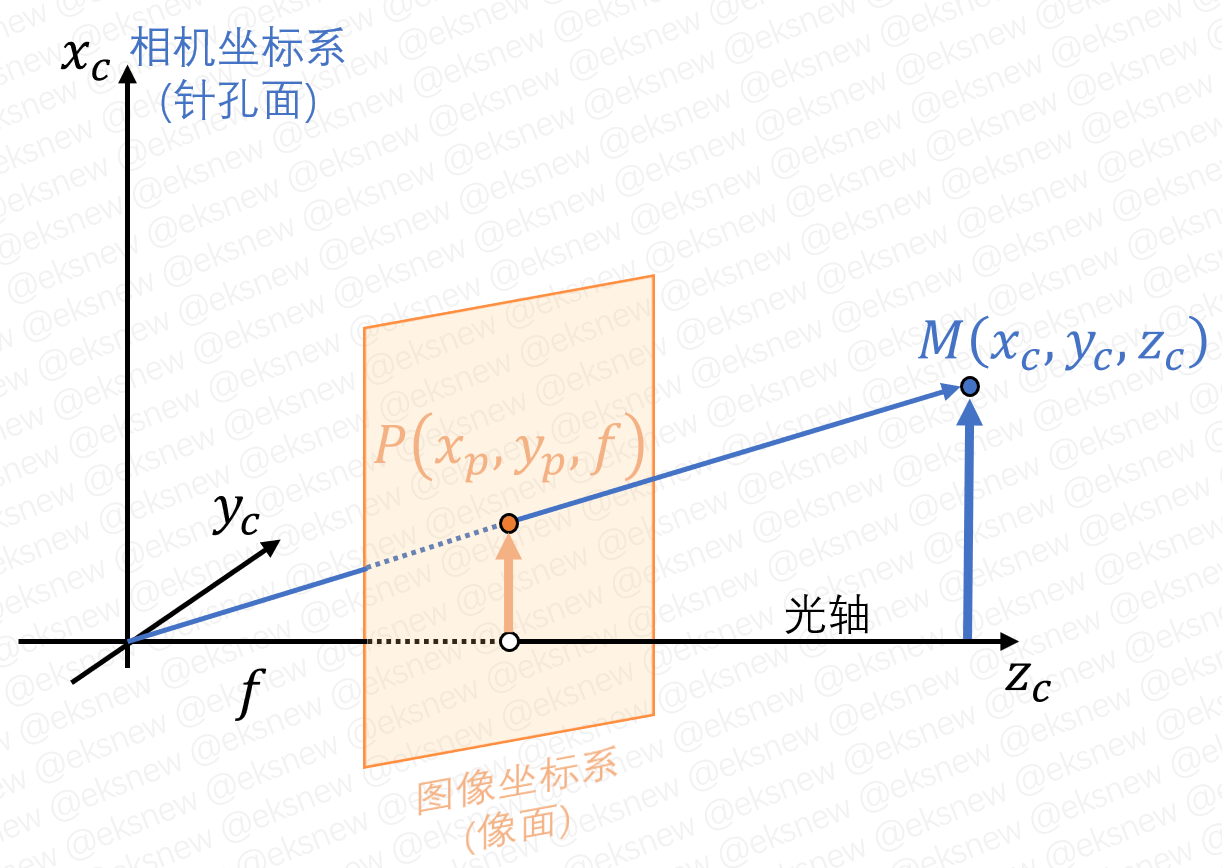 x_c 相机坐标系
(针孔面)
M(x_c, y_c, z_c)
P(x_p, y_p, f)
y_c
光轴
f
z_c
图像坐标系
(像面)
@eksnew